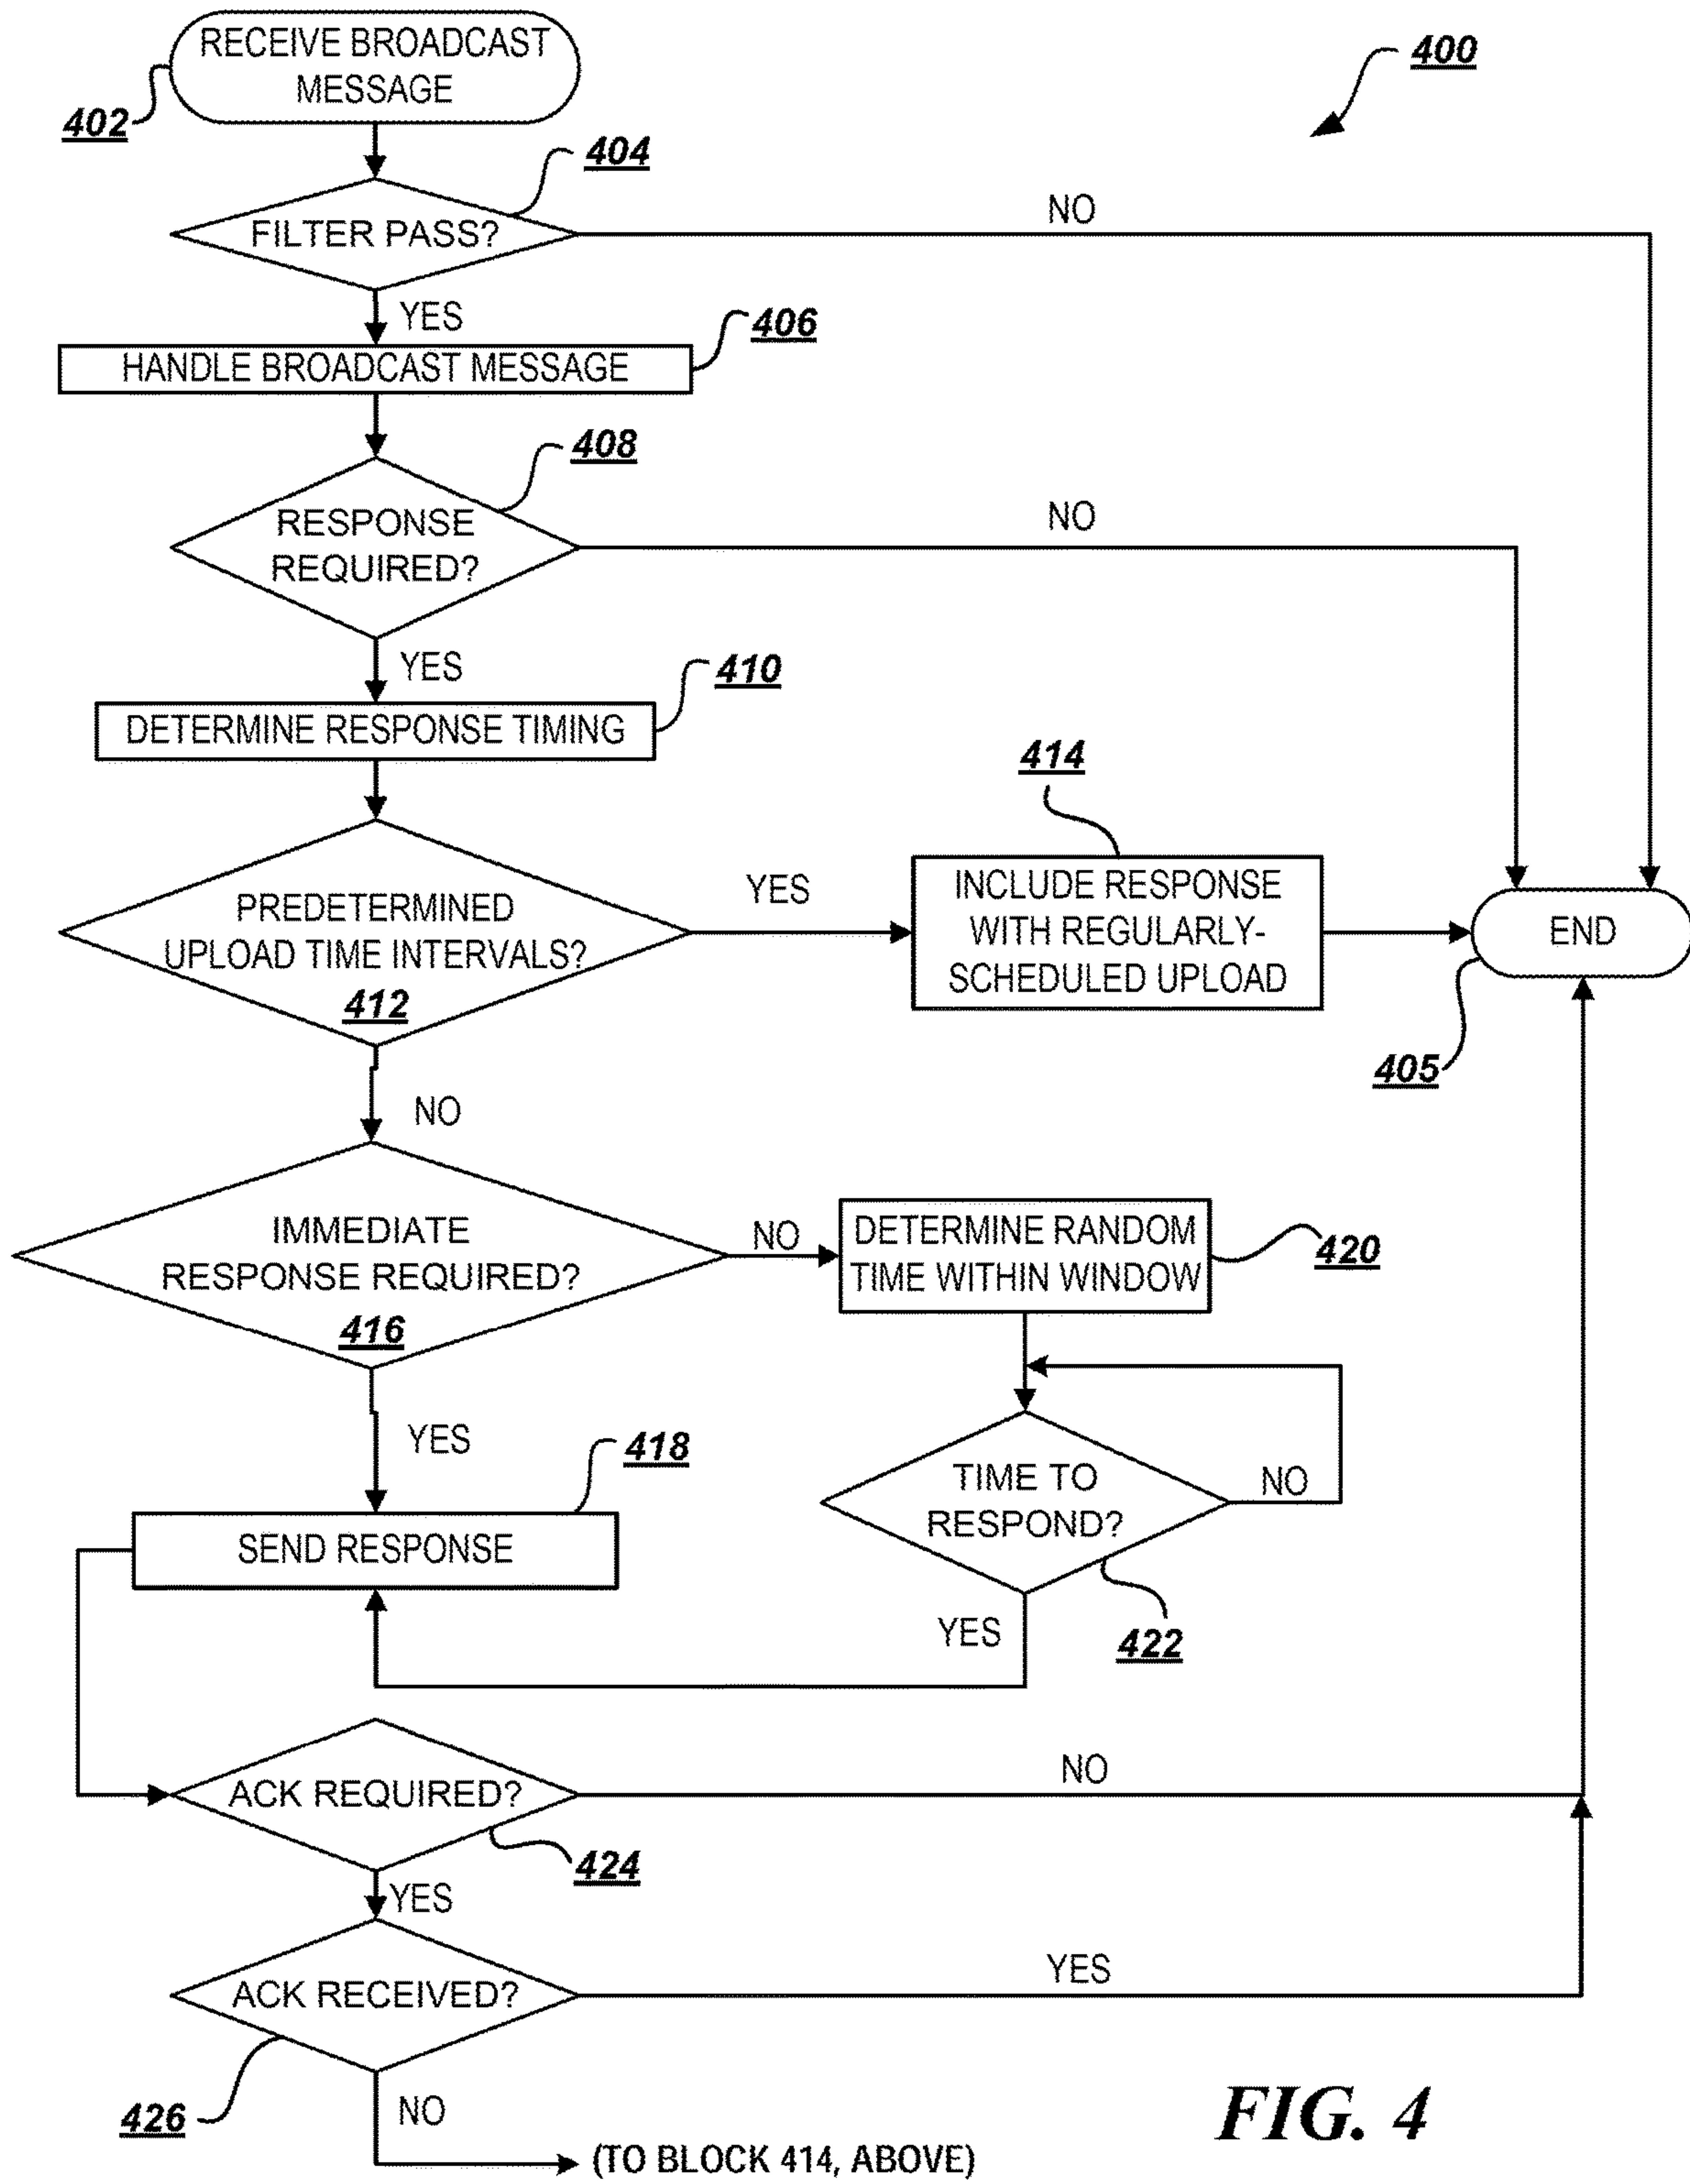 RECEIVE BROADCAST
MESSAGE
402
400
404
FILTER PASS?
NO
YES
406
HANDLE BROADCAST MESSAGE
408
RESPONSE
REQUIRED?
NO
YES
410
DETERMINE RESPONSE TIMING
414
PREDETERMINED
UPLOAD TIME INTERVALS?
412
YES
INCLUDE RESPONSE
WITH REGULARLY-
SCHEDULED UPLOAD
END
405
NO
IMMEDIATE
RESPONSE REQUIRED?
416
NO
DETERMINE RANDOM
TIME WITHIN WINDOW
420
YES
418
SEND RESPONSE
TIME TO
RESPOND?
NO
YES
422
ACK REQUIRED?
NO
424
YES
ACK RECEIVED?
YES
426
NO
(TO BLOCK 414, ABOVE)
FIG. 4